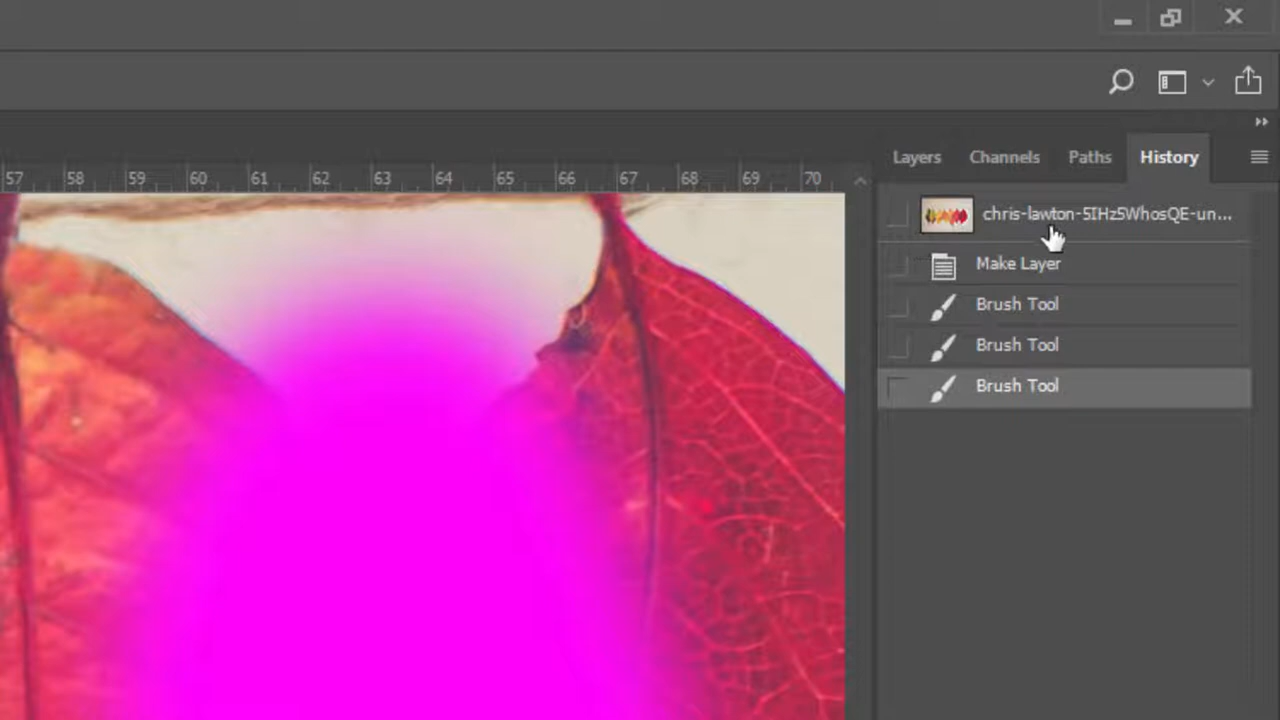 57 58 59 60 61 62 63 64 65 66 67 68 69 70
Layers Channels Paths History
chris-lawton-5IHz5WhosQE-un...
Make Layer
Brush Tool
Brush Tool
Brush Tool